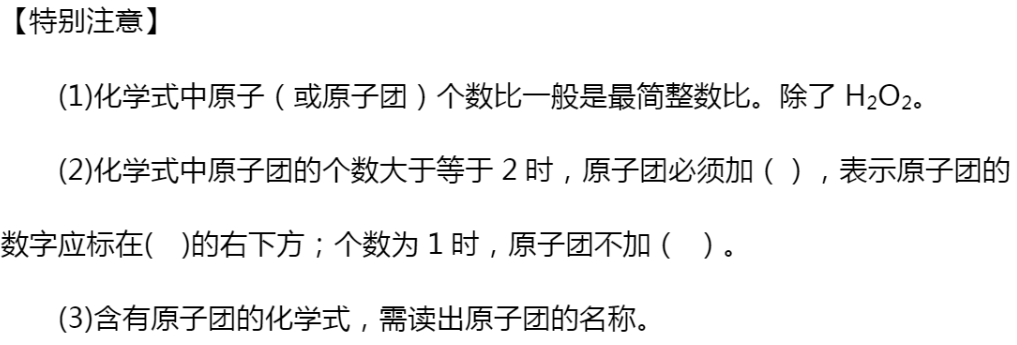 【特别注意】
(1)化学式中原子（或原子团）个数比一般是最简整数比。除了 H₂O₂。
(2)化学式中原子团的个数大于等于 2 时，原子团必须加（ ），表示原子团的
数字应标在( )的右下方；个数为 1 时，原子团不加（ ）。
(3)含有原子团的化学式，需读出原子团的名称。